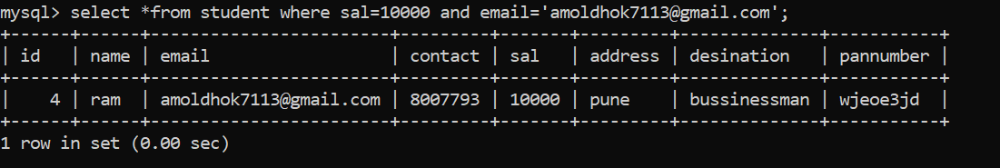 mysql> select *from student where sal=10000 and email='amoldhok7113@gmail.com';
+------+------+------------------------+---------+-------+---------+--------------+-----------+
| id   | name | email                  | contact | sal   | address | desination   | pannumber |
+------+------+------------------------+---------+-------+---------+--------------+-----------+
|    4 | ram  | amoldhok7113@gmail.com | 8007793 | 10000 | pune    | bussinessman | wjeoe3jd  |
+------+------+------------------------+---------+-------+---------+--------------+-----------+
1 row in set (0.00 sec)